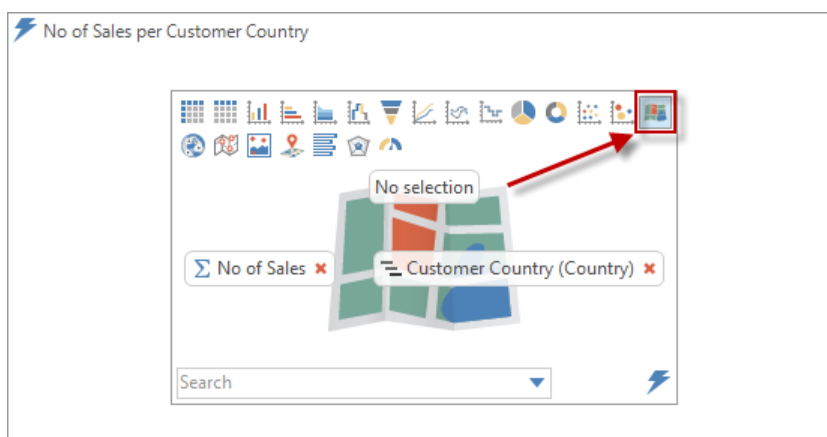 No of Sales per Customer Country
No selection
No of Sales
Customer Country (Country)
Search